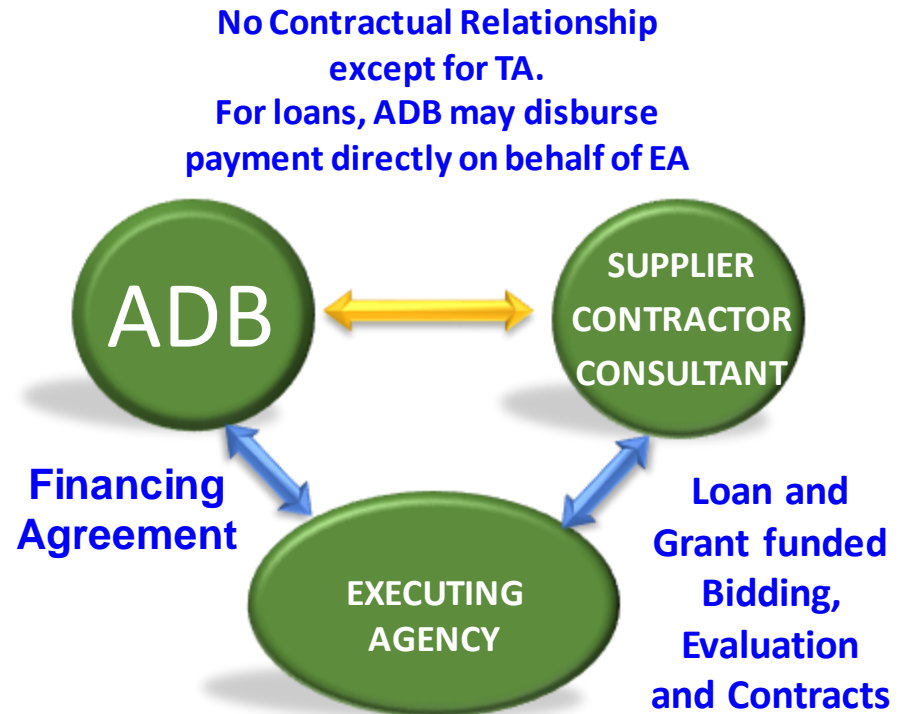 No Contractual Relationship
except for TA.
For loans, ADB may disburse
payment directly on behalf of EA
ADB
SUPPLIER
CONTRACTOR
CONSULTANT
Financing
Agreement
EXECUTING
AGENCY
Loan and
Grant funded
Bidding,
Evaluation
and Contracts